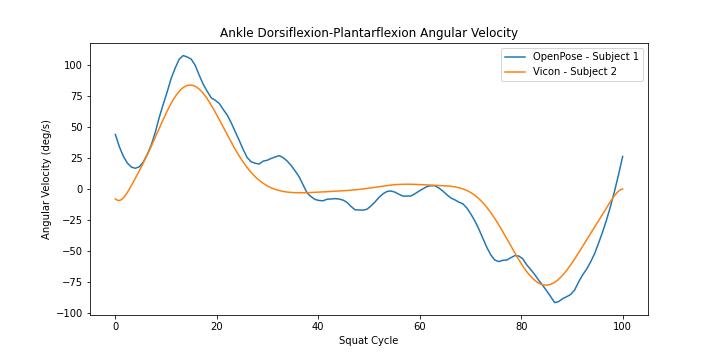 Ankle Dorsiflexion-Plantarflexion Angular Velocity
OpenPose - Subject 1
Vicon - Subject 2
Angular Velocity (deg/s)
100
75
50
25
0
−25
−50
−75
−100
0 20 40 60 80 100
Squat Cycle